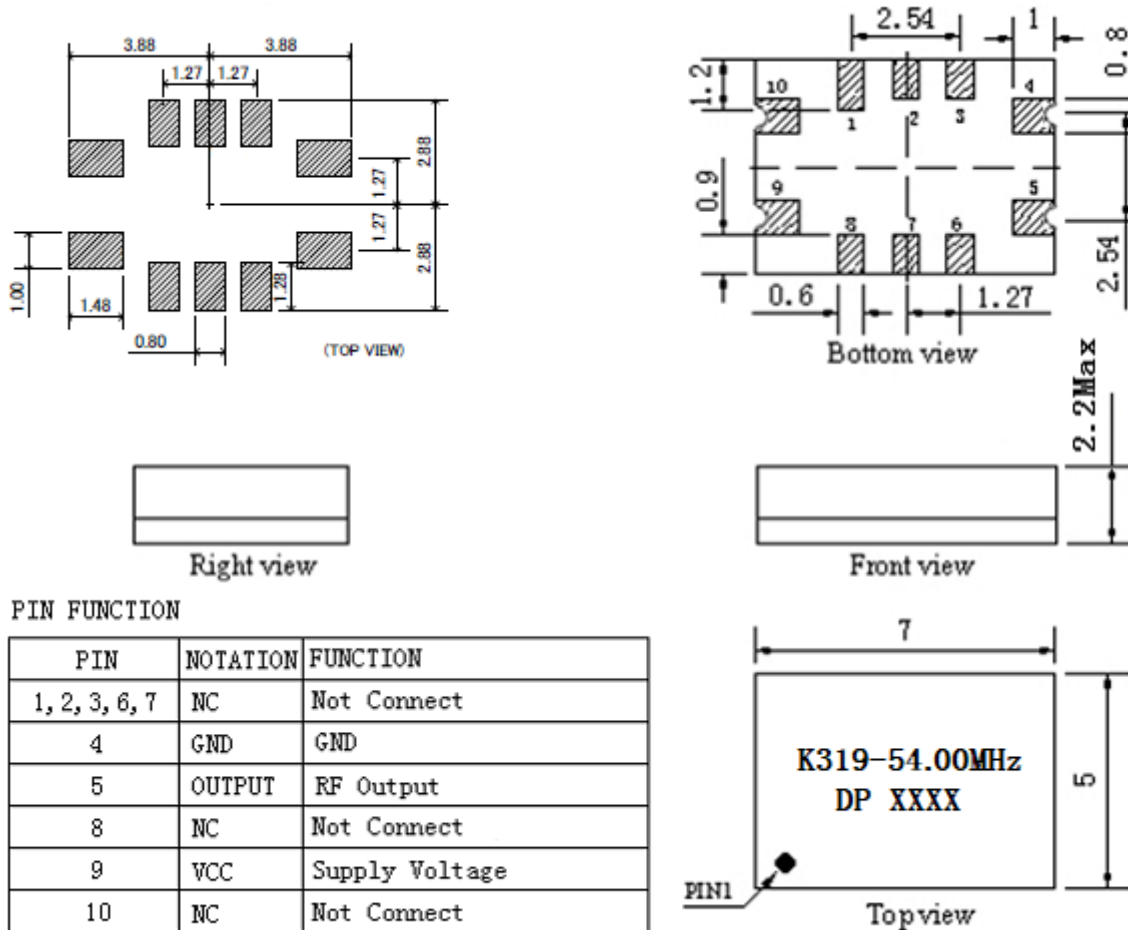 3.88 3.88
1.27 1.27
2.88
1.27
1.27
2.88
1.00
1.48
1.28
0.80
(TOP VIEW)
2.54 1
0.8
1.2
10 4
1 2 3
9 5
0.9
8 7 6
2.54
0.6 1.27
Bottom view
2.2Max
Right view
Front view
PIN FUNCTION
PIN NOTATION FUNCTION
1, 2, 3, 6, 7 NC Not Connect
4 GND GND
5 OUTPUT RF Output
8 NC Not Connect
9 VCC Supply Voltage
10 NC Not Connect
7
K319-54.00MHz
DP XXXX
5
PIN1
Top view